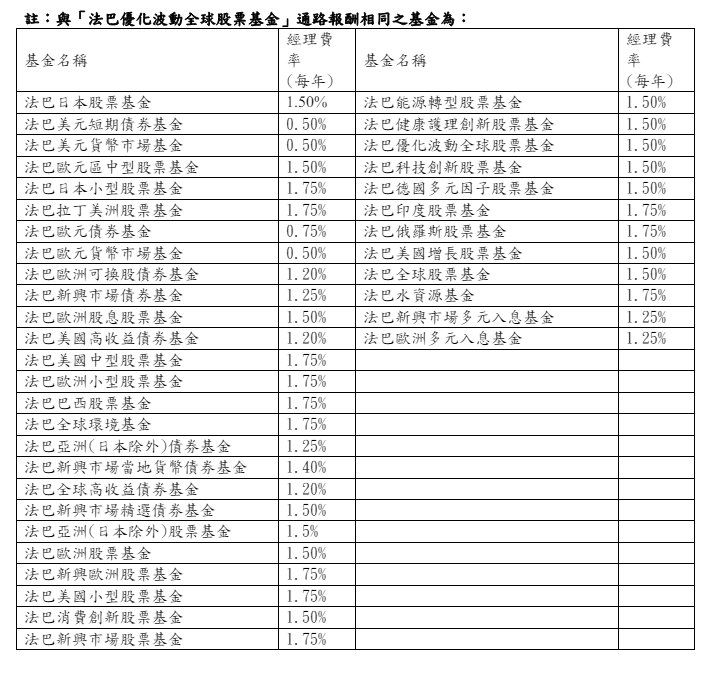 註：與「法巴優化波動全球股票基金」通路報酬相同之基金為：
基金名稱 經理費率(每年) 基金名稱 經理費率(每年)
法巴日本股票基金 1.50% 法巴能源轉型股票基金 1.50%
法巴美元短期債券基金 0.50% 法巴健康護理創新股票基金 1.50%
法巴美元貨幣市場基金 0.50% 法巴優化波動全球股票基金 1.50%
法巴歐元區中型股票基金 1.50% 法巴科技創新股票基金 1.50%
法巴日本小型股票基金 1.75% 法巴德國多元因子股票基金 1.50%
法巴拉丁美洲股票基金 1.75% 法巴印度股票基金 1.75%
法巴歐元債券基金 0.75% 法巴俄羅斯股票基金 1.75%
法巴歐元貨幣市場基金 0.50% 法巴美國增長股票基金 1.50%
法巴歐洲可換股債券基金 1.20% 法巴全球股票基金 1.50%
法巴新興市場債券基金 1.25% 法巴水資源基金 1.75%
法巴歐洲股息股票基金 1.50% 法巴新興市場多元入息基金 1.25%
法巴美國高收益債券基金 1.20% 法巴歐洲多元入息基金 1.25%
法巴美國中型股票基金 1.75%
法巴歐洲小型股票基金 1.75%
法巴巴西股票基金 1.75%
法巴全球環境基金 1.75%
法巴亞洲(日本除外)債券基金 1.25%
法巴新興市場當地貨幣債券基金 1.40%
法巴全球高收益債券基金 1.20%
法巴新興市場精選債券基金 1.50%
法巴亞洲(日本除外)股票基金 1.5%
法巴歐洲股票基金 1.50%
法巴新興歐洲股票基金 1.75%
法巴美國小型股票基金 1.75%
法巴消費創新股票基金 1.50%
法巴新興市場股票基金 1.75%